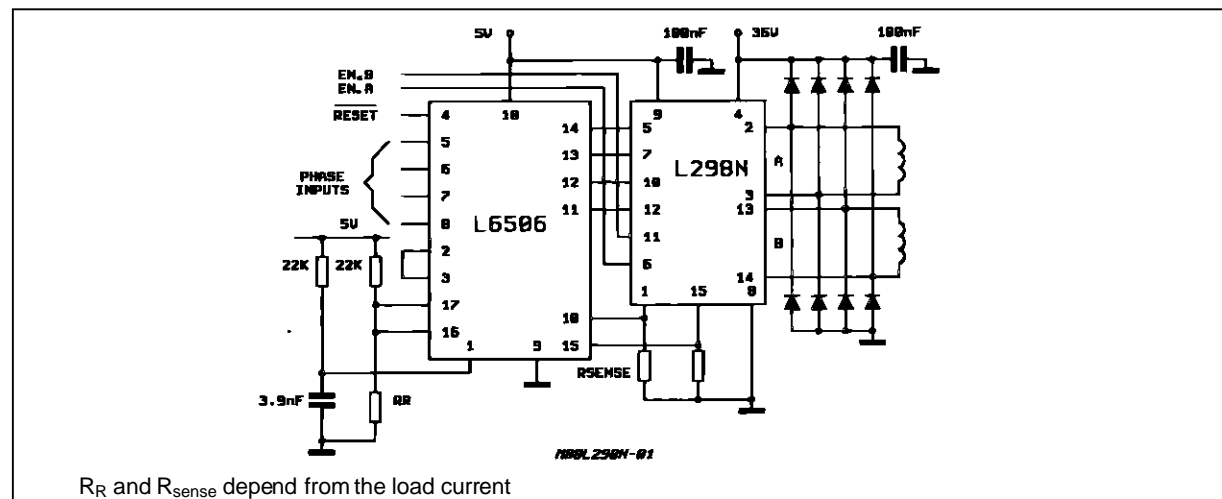 5V 100nF 36V 100nF
EN.B
EN.A
RESET 4 18 9 4
5 14 5 2
PHASE INPUTS
6 13 7 A
L298N
7 12 10 3
8 11 12 13
L6506
5V
2 11 B
22K 22K
3 6 14
17 1 15 8
16 10
1 9 15
RSENSE
3.9nF RR
M88L298N-01
RR and Rsense depend from the load current